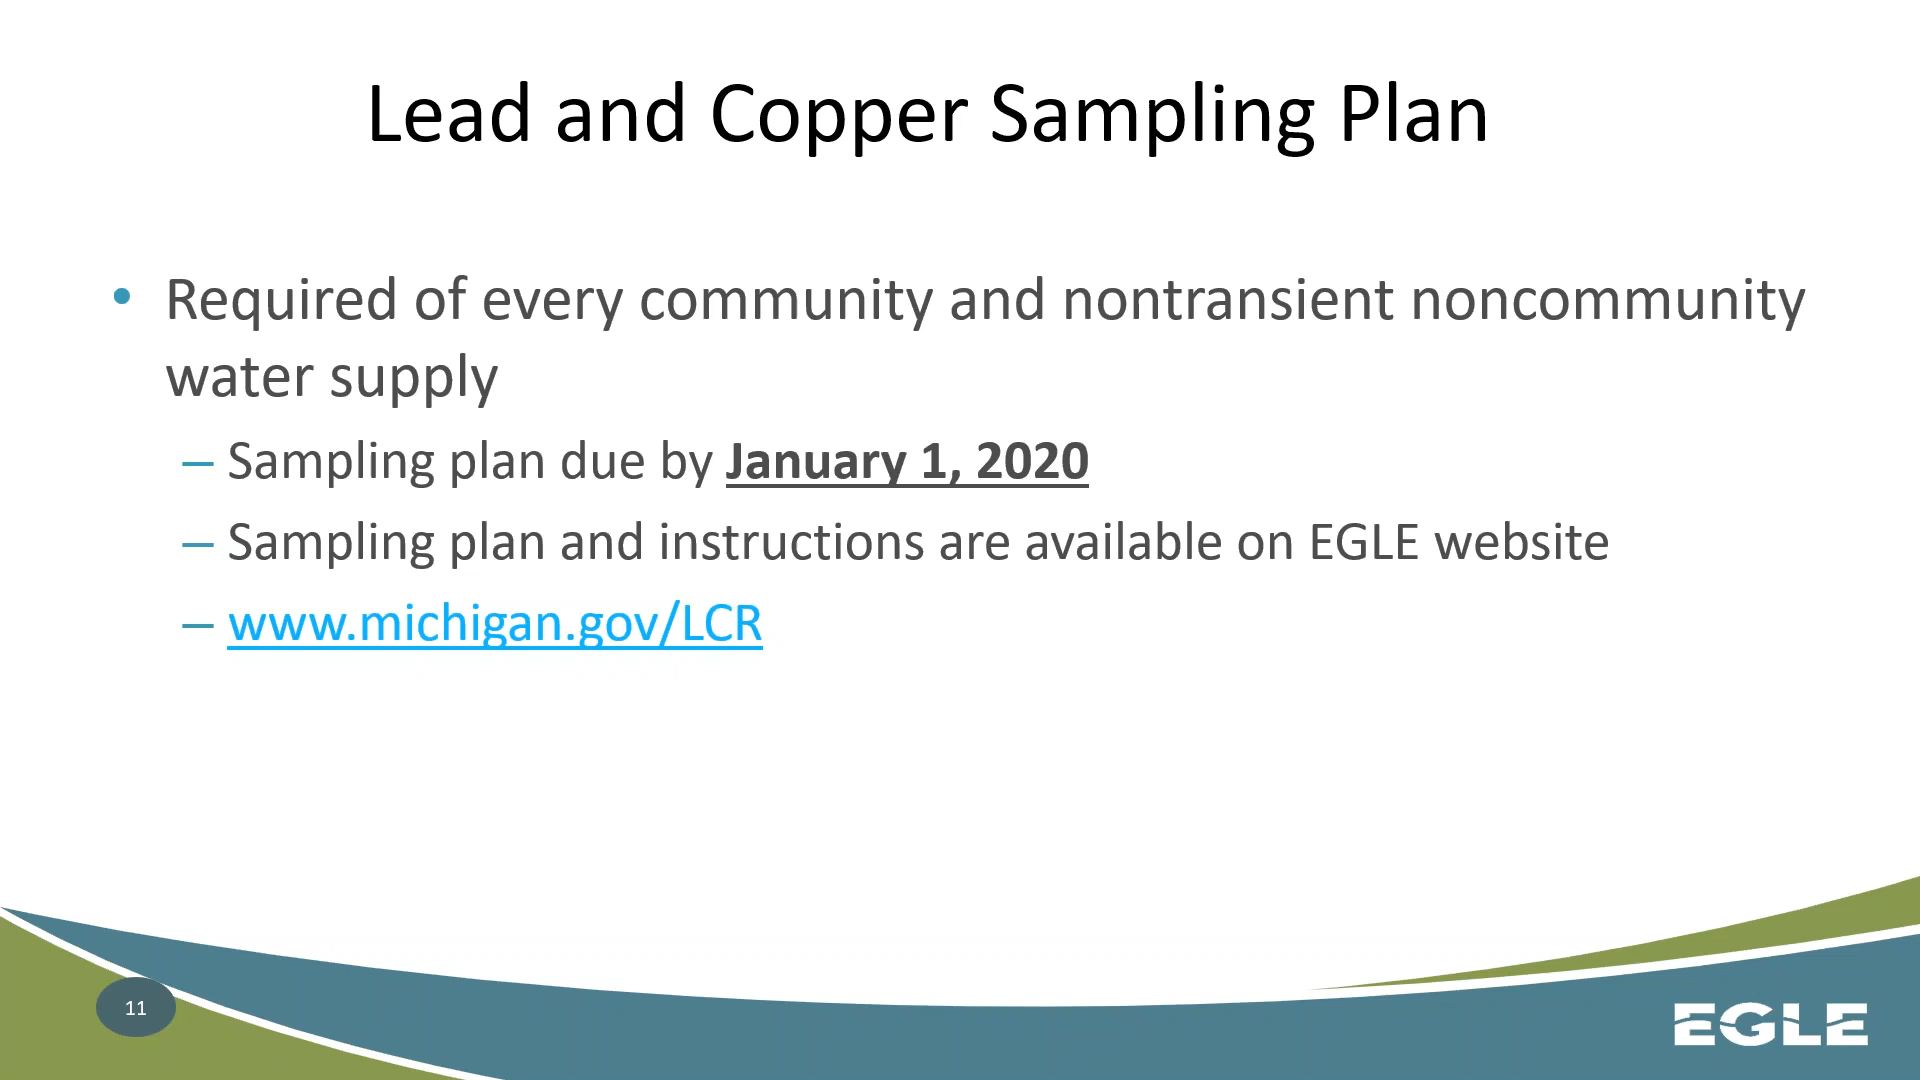 Lead and Copper Sampling Plan
• Required of every community and nontransient noncommunity
water supply
– Sampling plan due by January 1, 2020
– Sampling plan and instructions are available on EGLE website
– www.michigan.gov/LCR
11
EGLE